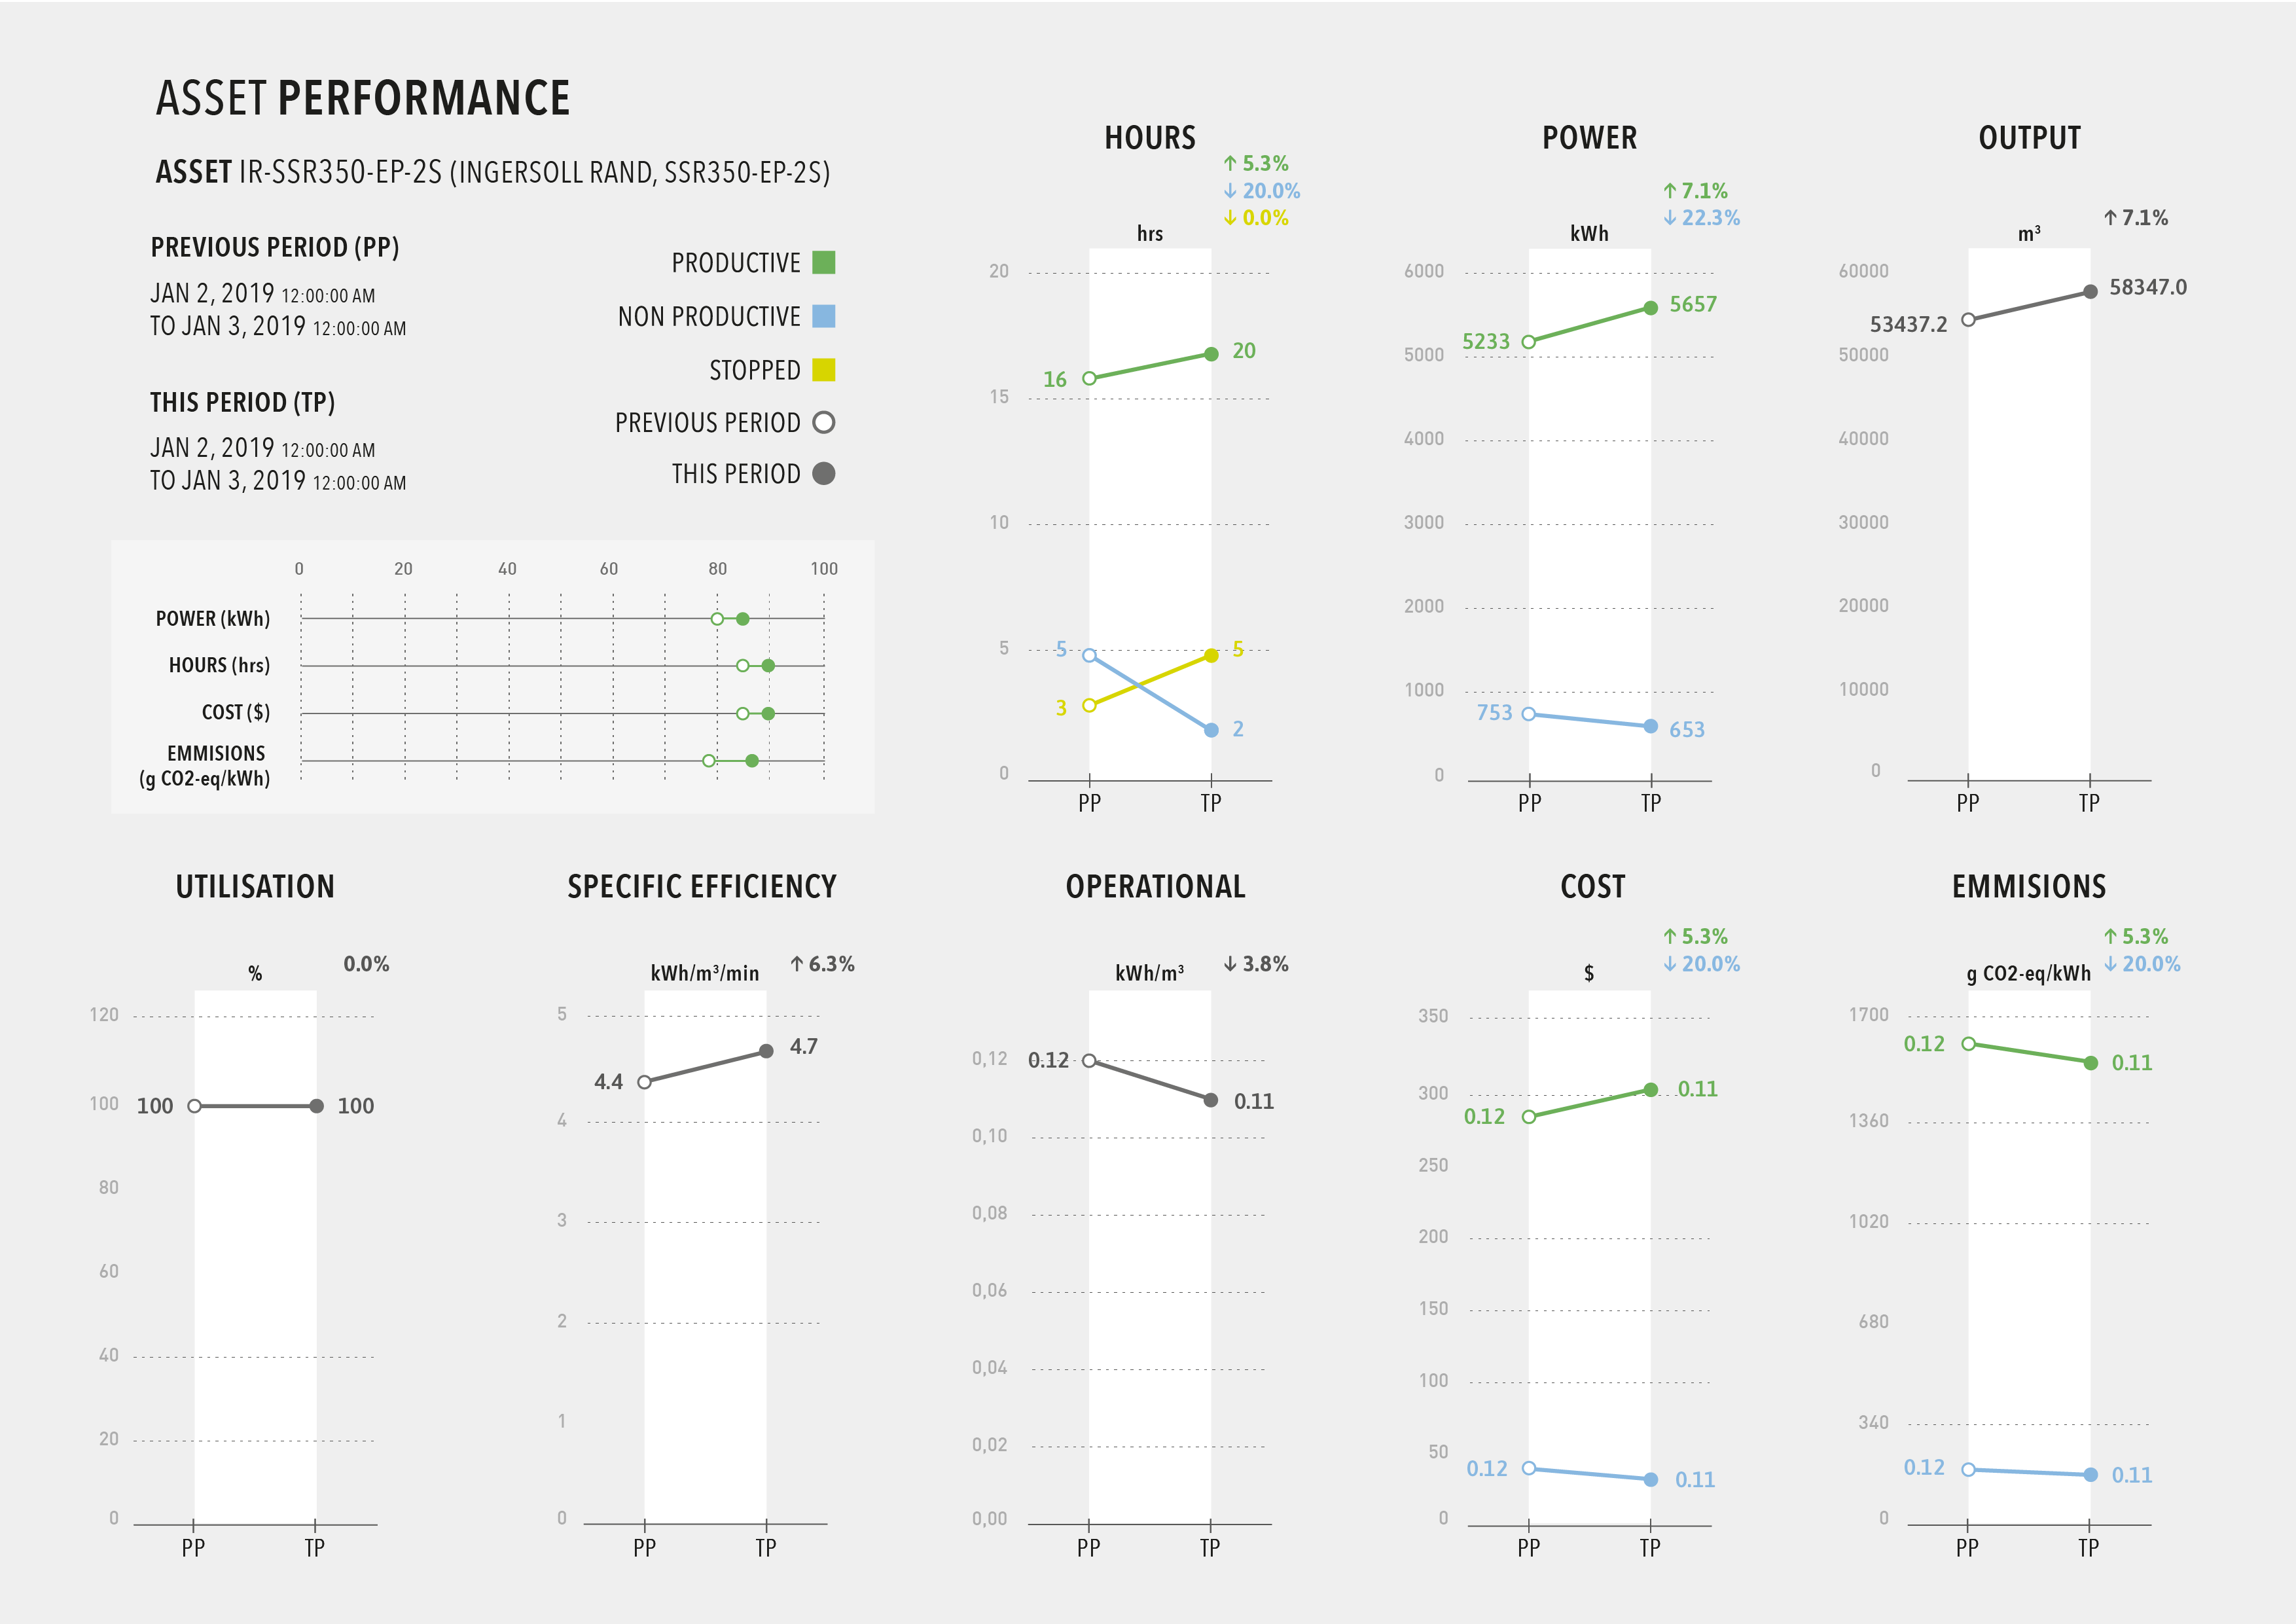 ASSET PERFORMANCE
ASSET IR-SSR350-EP-2S (INGERSOLL RAND, SSR350-EP-2S)
PREVIOUS PERIOD (PP)
JAN 2, 2019 12:00:00 AM
TO JAN 3, 2019 12:00:00 AM
THIS PERIOD (TP)
JAN 2, 2019 12:00:00 AM
TO JAN 3, 2019 12:00:00 AM
PRODUCTIVE
NON PRODUCTIVE
STOPPED
PREVIOUS PERIOD
THIS PERIOD
0 20 40 60 80 100
POWER (kWh)
HOURS (hrs)
COST ($)
EMMISIONS
(g CO2-eq/kWh)
HOURS
↑ 5.3%
↓ 20.0%
↓ 0.0%
hrs
20
20
16
15
10
5
5
5
3
2
0
PP TP
POWER
↑ 7.1%
↓ 22.3%
kWh
6000
5657
5233
5000
4000
3000
2000
1000
753
653
0
PP TP
OUTPUT
↑ 7.1%
m³
60000
58347.0
53437.2
50000
40000
30000
20000
10000
0
PP TP
UTILISATION
0.0%
%
120
100 100 100
80
60
40
20
0
PP TP
SPECIFIC EFFICIENCY
kWh/m³/min ↑ 6.3%
5
4.7
4.4
4
3
2
1
0
PP TP
OPERATIONAL
kWh/m³ ↓ 3.8%
0,12 0.12
0.11
0,10
0,08
0,06
0,04
0,02
0,00
PP TP
COST
↑ 5.3%
↓ 20.0%
$
350
300
0.11
0.12
250
200
150
100
50
0.12
0.11
0
PP TP
EMMISIONS
↑ 5.3%
↓ 20.0%
g CO2-eq/kWh
1700
0.12
0.11
1360
1020
680
340
0.12
0.11
0
PP TP